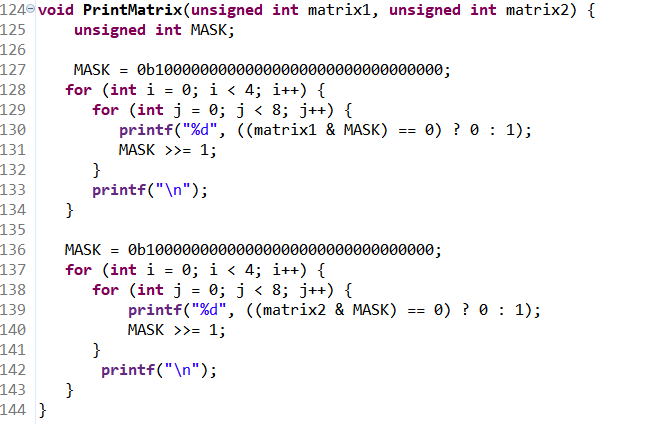 124 void PrintMatrix(unsigned int matrix1, unsigned int matrix2) {
125     unsigned int MASK;
126
127     MASK = 0b10000000000000000000000000000000;
128    for (int i = 0; i < 4; i++) {
129       for (int j = 0; j < 8; j++) {
130          printf("%d", ((matrix1 & MASK) == 0) ? 0 : 1);
131          MASK >>= 1;
132       }
133       printf("\n");
134    }
135
136    MASK = 0b10000000000000000000000000000000;
137    for (int i = 0; i < 4; i++) {
138       for (int j = 0; j < 8; j++) {
139           printf("%d", ((matrix2 & MASK) == 0) ? 0 : 1);
140           MASK >>= 1;
141       }
142        printf("\n");
143    }
144 }